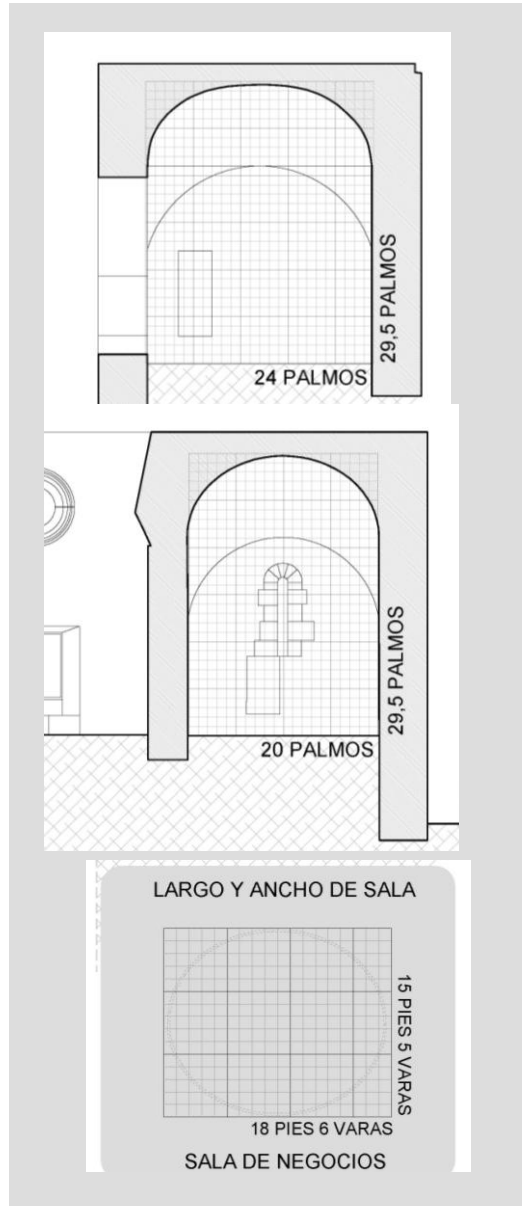 29,5 PALMOS
24 PALMOS
29,5 PALMOS
20 PALMOS
LARGO Y ANCHO DE SALA
15 PIES 5 VARAS
18 PIES 6 VARAS
SALA DE NEGOCIOS